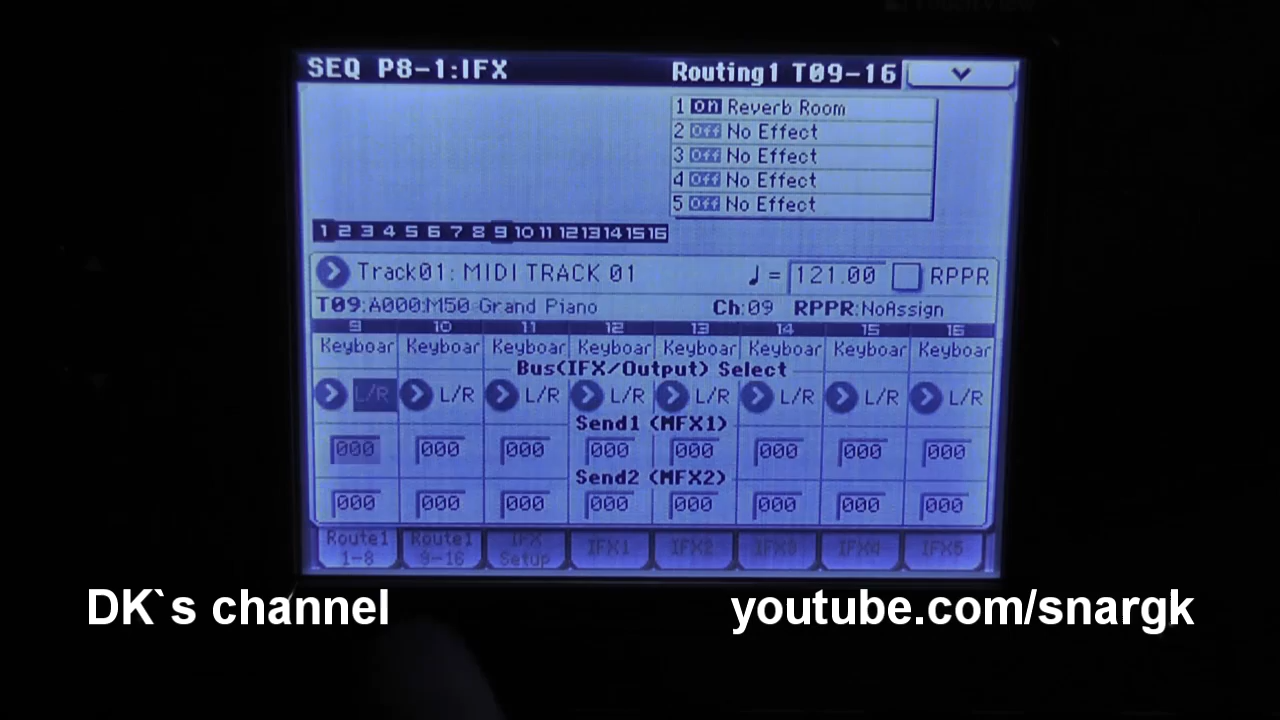 SEQ P8-1:IFX Routing1 T09-16
1 On Reverb Room
2 Off No Effect
3 Off No Effect
4 Off No Effect
5 Off No Effect
1 2 3 4 5 6 7 8 9 10 11 12 13 14 15 16
Track01: MIDI TRACK 01 ♩ = 121.00 RPPR
T09:A000:M50 Grand Piano Ch:09 RPPR:NoAssign
9 10 11 12 13 14 15 16
Keyboar Keyboar Keyboar Keyboar Keyboar Keyboar Keyboar Keyboar
Bus(IFX/Output) Select
L/R L/R L/R L/R L/R L/R L/R L/R
Send1 (MFX1)
000 000 000 000 000 000 000 000
Send2 (MFX2)
000 000 000 000 000 000 000 000
Route1 1-8 Route1 9-16 IFX Setup IFX1 IFX2 IFX3 IFX4 IFX5
DK`s channel youtube.com/snargk